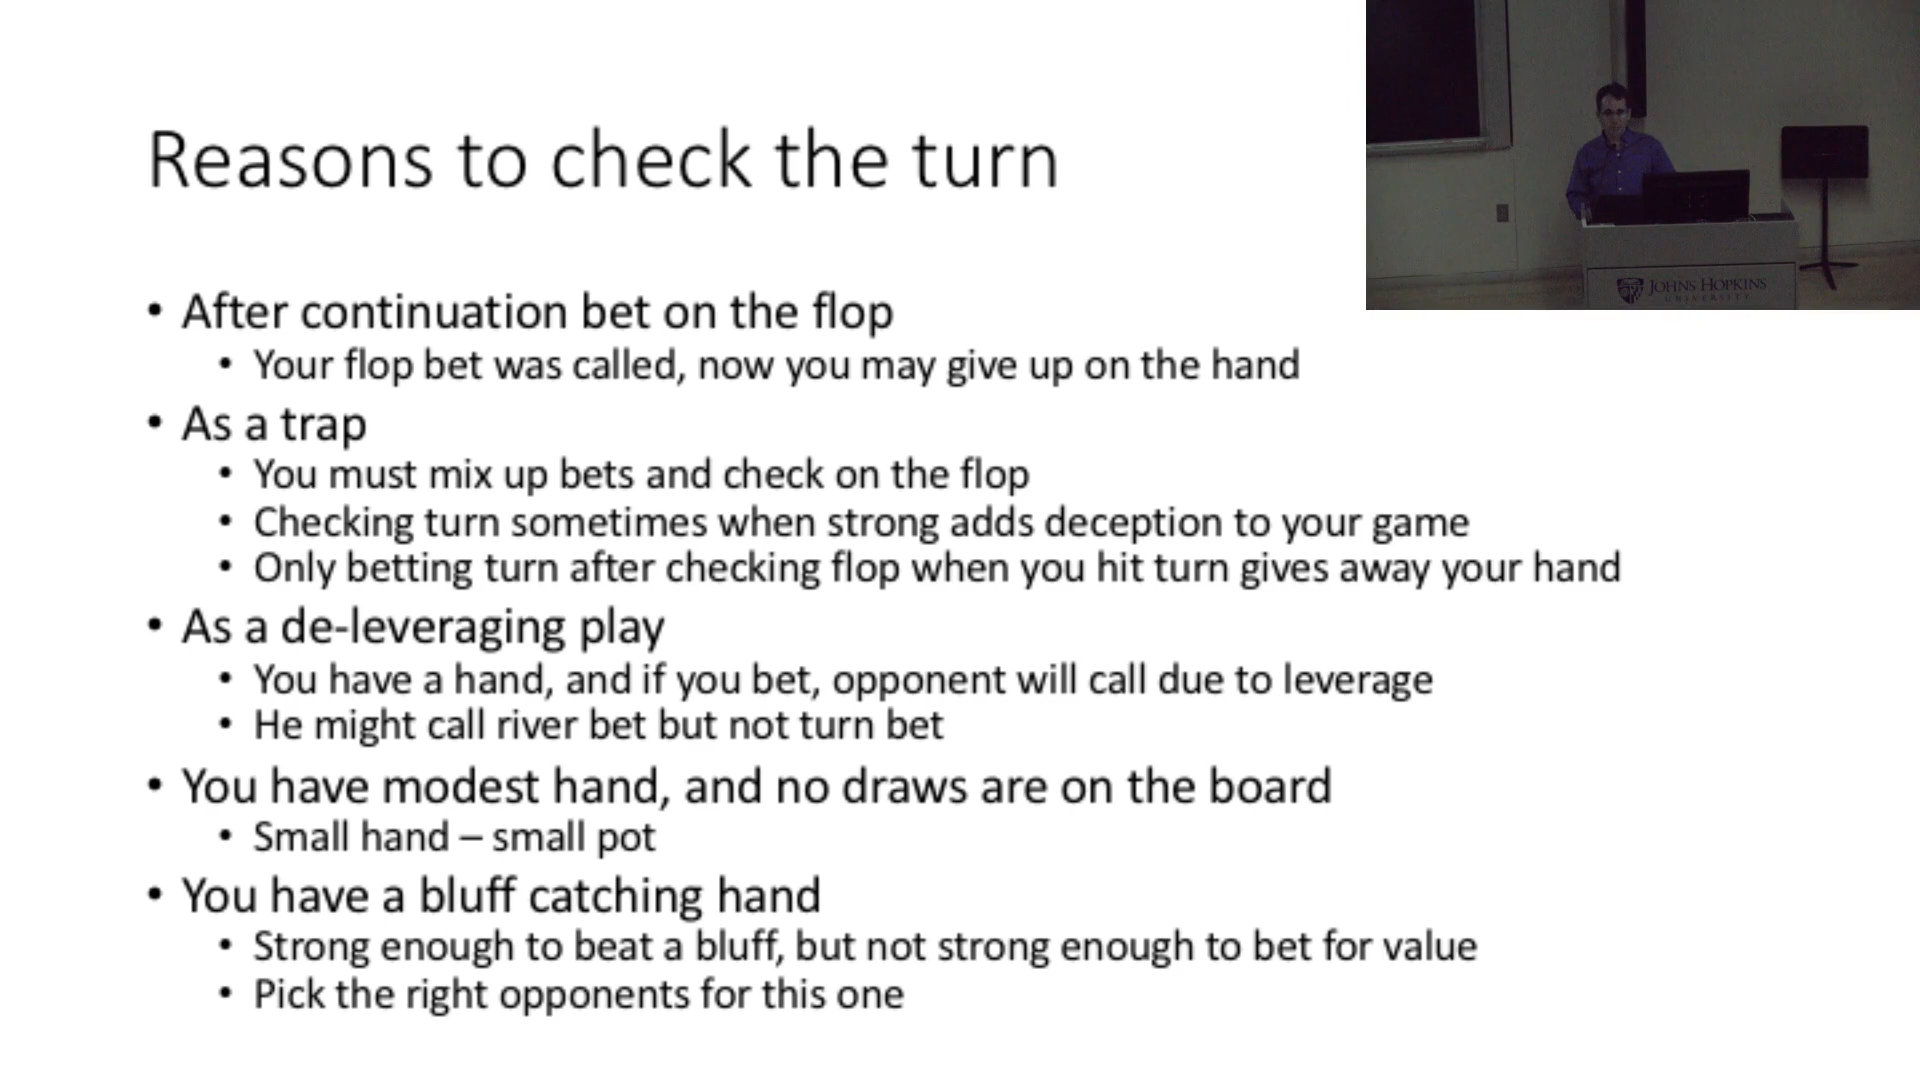 Reasons to check the turn
JOHNS HOPKINS
UNIVERSITY
• After continuation bet on the flop
• Your flop bet was called, now you may give up on the hand
• As a trap
• You must mix up bets and check on the flop
• Checking turn sometimes when strong adds deception to your game
• Only betting turn after checking flop when you hit turn gives away your hand
• As a de-leveraging play
• You have a hand, and if you bet, opponent will call due to leverage
• He might call river bet but not turn bet
• You have modest hand, and no draws are on the board
• Small hand – small pot
• You have a bluff catching hand
• Strong enough to beat a bluff, but not strong enough to bet for value
• Pick the right opponents for this one